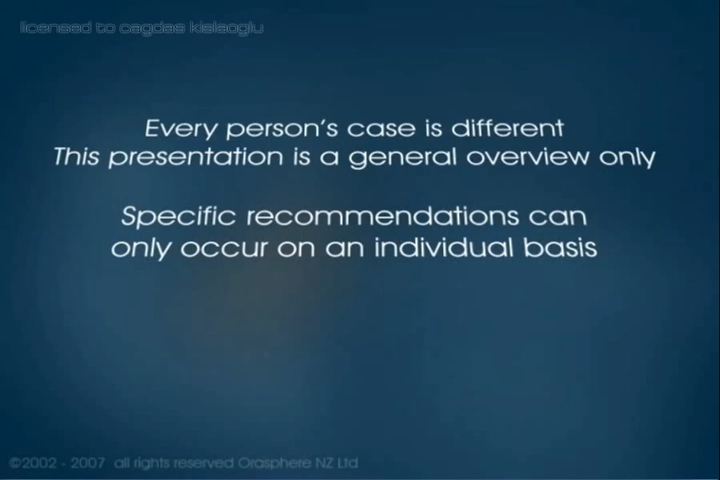 licensed to cagdas kislaoglu
Every person's case is different
This presentation is a general overview only
Specific recommendations can
only occur on an individual basis
©2002 - 2007 all rights reserved Orasphere NZ Ltd